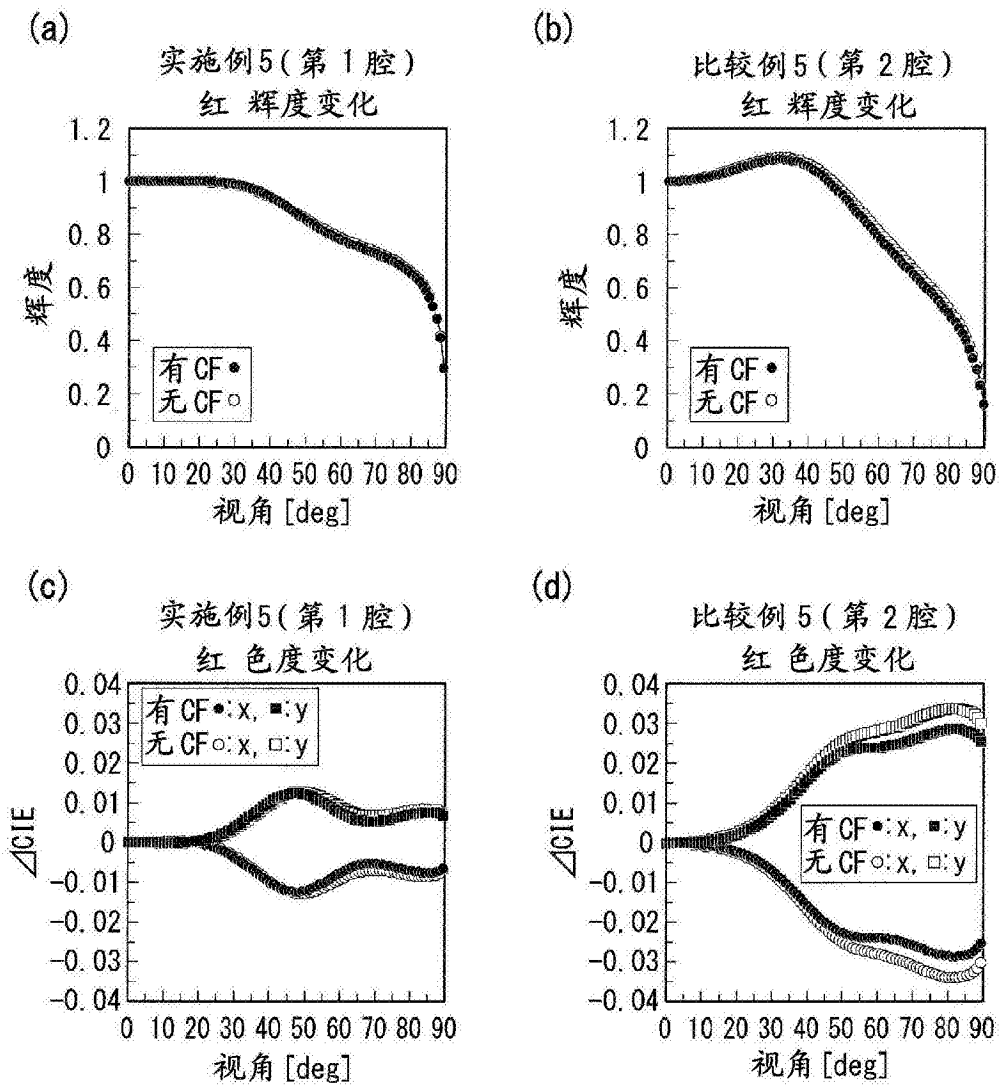 (a)
实施例5(第1腔)
红 辉度变化
1.2
1
0.8
0.6
0.4
0.2
0
辉度
有CF●
无CF○
0 10 20 30 40 50 60 70 80 90
视角[deg]
(b)
比较例5(第2腔)
红 辉度变化
1.2
1
0.8
0.6
0.4
0.2
0
辉度
有CF●
无CF○
0 10 20 30 40 50 60 70 80 90
视角[deg]
(c)
实施例5(第1腔)
红 色度变化
0.04
0.03
0.02
0.01
0
-0.01
-0.02
-0.03
-0.04
⊿CIE
有CF●:x, ■:y
无CF○:x, □:y
0 10 20 30 40 50 60 70 80 90
视角[deg]
(d)
比较例5(第2腔)
红 色度变化
0.04
0.03
0.02
0.01
0
-0.01
-0.02
-0.03
-0.04
⊿CIE
有CF●:x, ■:y
无CF○:x, □:y
0 10 20 30 40 50 60 70 80 90
视角[deg]